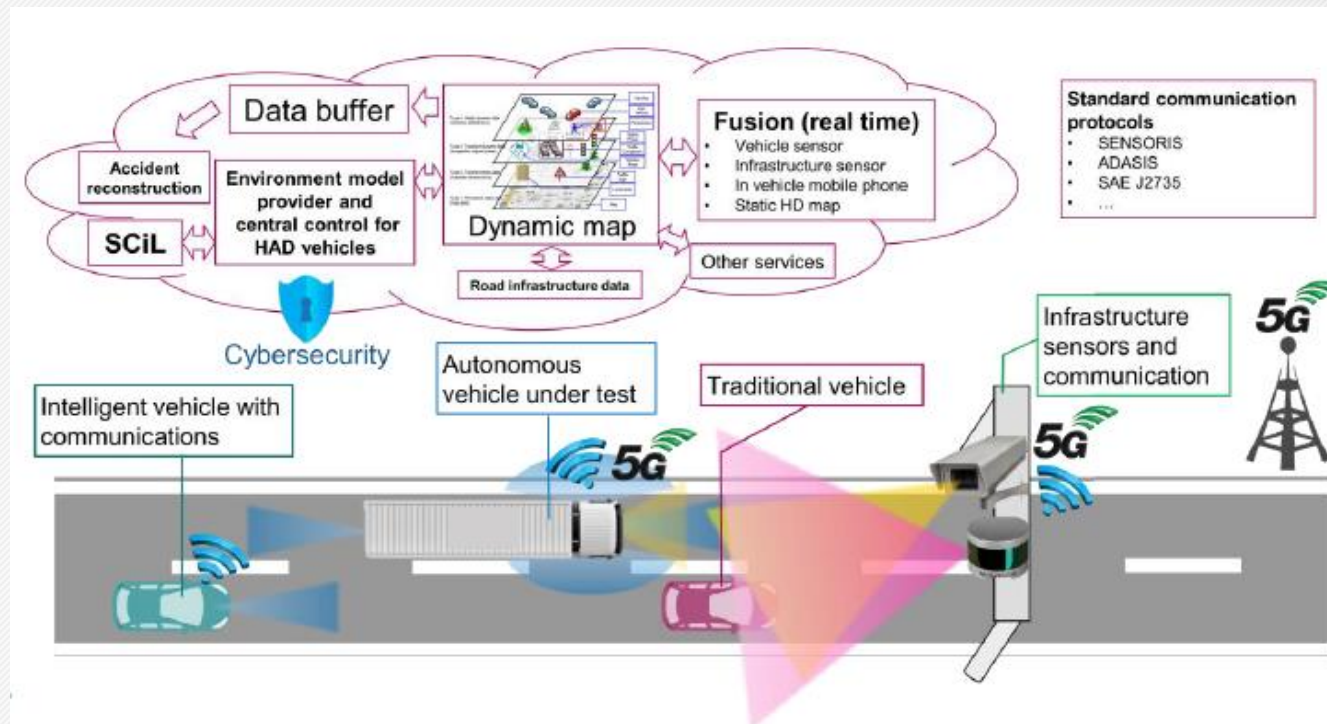 Data buffer
Accident
reconstruction
Environment model
provider and
central control for
HAD vehicles
SCiL
Dynamic map
Road infrastructure data
Fusion (real time)
• Vehicle sensor
• Infrastructure sensor
• In vehicle mobile phone
• Static HD map
Other services
Standard communication
protocols
• SENSORIS
• ADASIS
• SAE J2735
• ...
Cybersecurity
Intelligent vehicle with
communications
Autonomous
vehicle under test
5G
Traditional vehicle
Infrastructure
sensors and
communication
5G
5G